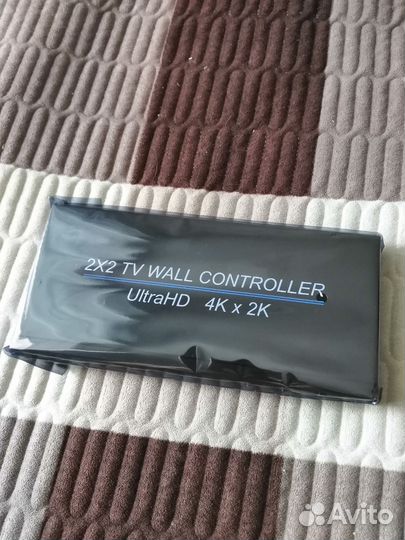 2X2 TV WALL CONTROLLER
UltraHD 4K x 2K
Avito